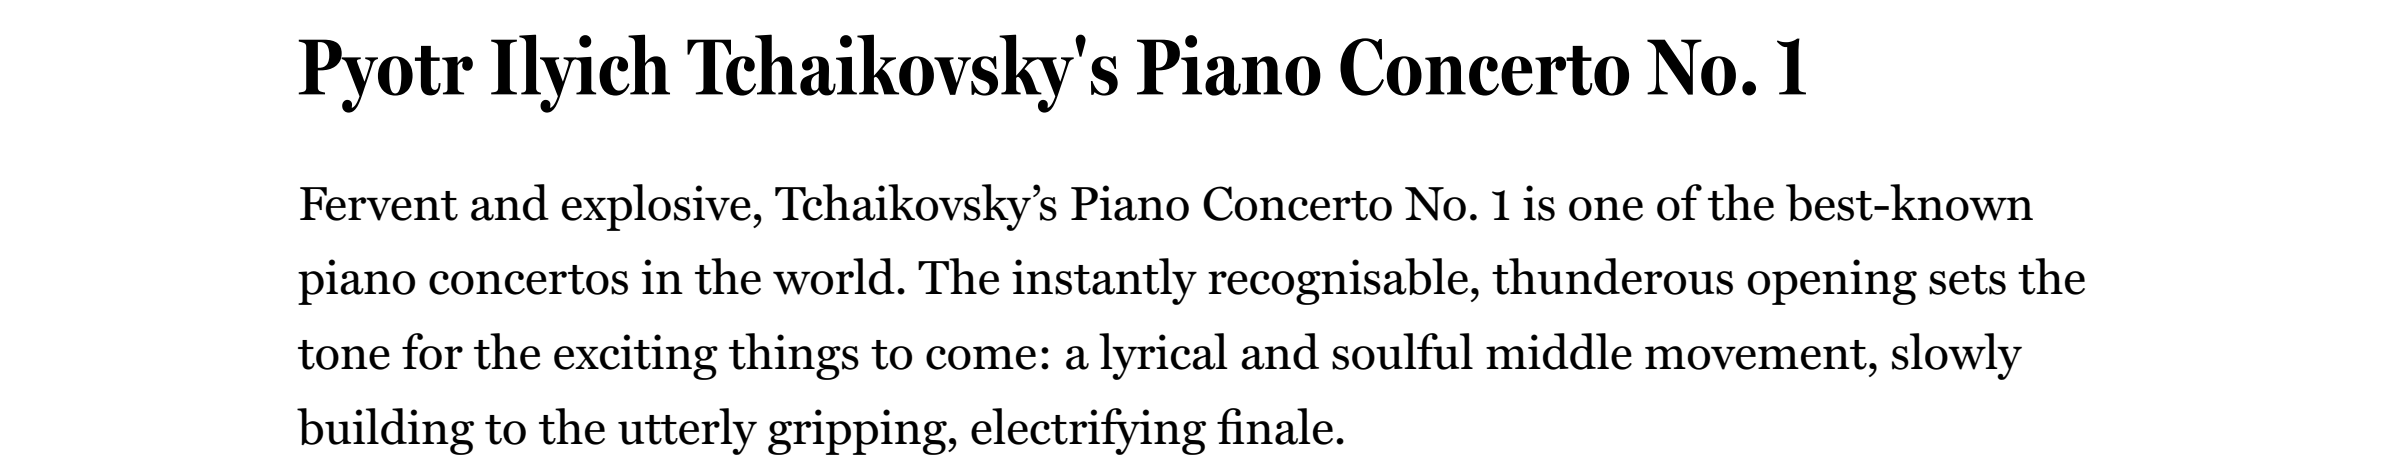 Pyotr Ilyich Tchaikovsky's Piano Concerto No. 1
Fervent and explosive, Tchaikovsky’s Piano Concerto No. 1 is one of the best-known
piano concertos in the world. The instantly recognisable, thunderous opening sets the
tone for the exciting things to come: a lyrical and soulful middle movement, slowly
building to the utterly gripping, electrifying finale.